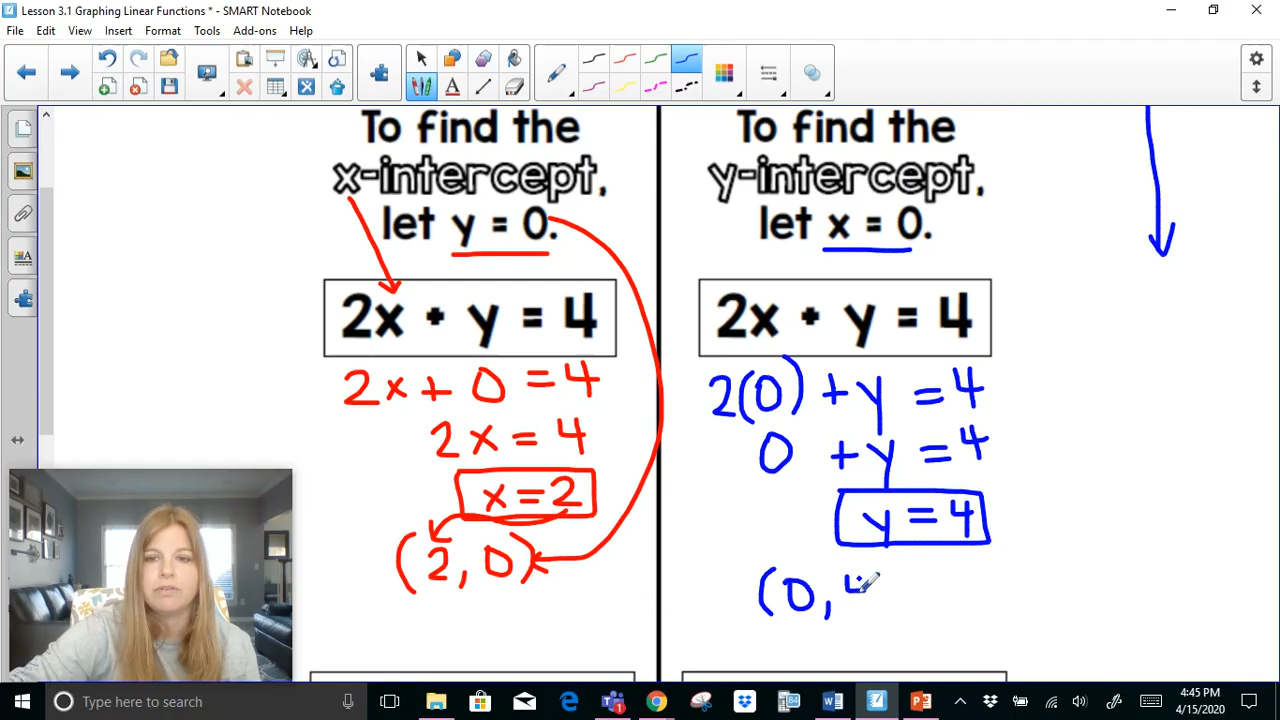 Lesson 3.1 Graphing Linear Functions * - SMART Notebook
File Edit View Insert Format Tools Add-ons Help
To find the
x-intercept,
let y = 0.
2x + y = 4
2x + 0 = 4
2x = 4
x = 2
(2, 0)
To find the
y-intercept,
let x = 0.
2x + y = 4
2(0) + y = 4
0 + y = 4
y = 4
(0, 4
Type here to search
4:45 PM
4/15/2020